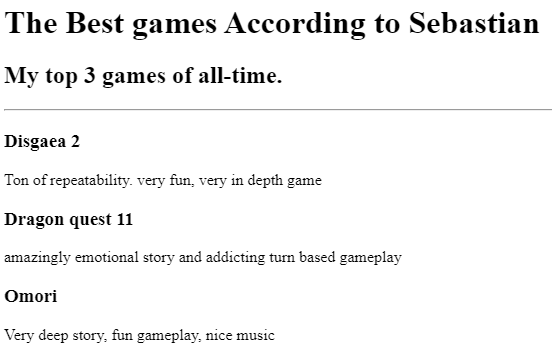 The Best games According to Sebastian
My top 3 games of all-time.
Disgaea 2
Ton of repeatability. very fun, very in depth game
Dragon quest 11
amazingly emotional story and addicting turn based gameplay
Omori
Very deep story, fun gameplay, nice music